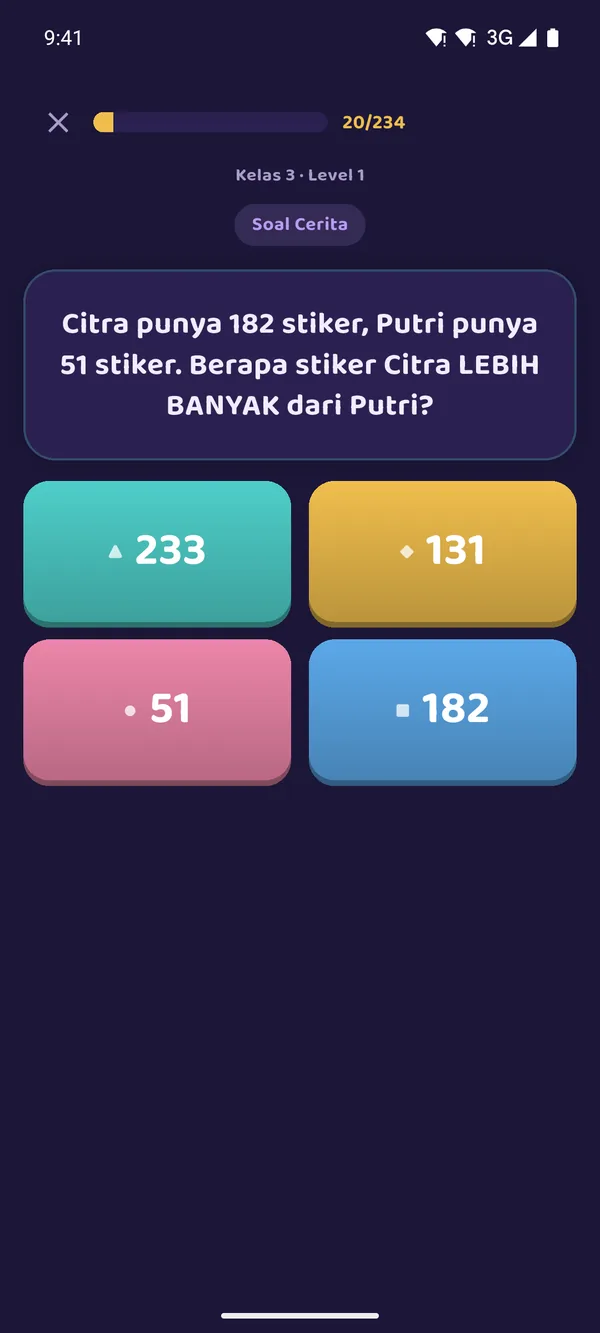 9:41
3G
20/234
Kelas 3 · Level 1
Soal Cerita
Citra punya 182 stiker, Putri punya
51 stiker. Berapa stiker Citra LEBIH
BANYAK dari Putri?
233
131
51
182